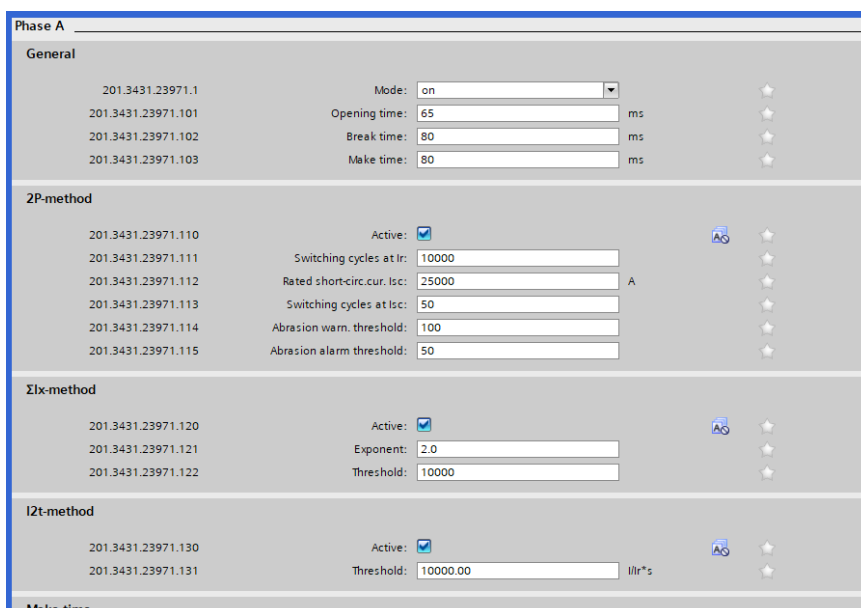 Phase A
General
201.3431.23971.1 Mode: on
201.3431.23971.101 Opening time: 65 ms
201.3431.23971.102 Break time: 80 ms
201.3431.23971.103 Make time: 80 ms
2P-method
201.3431.23971.110 Active:
201.3431.23971.111 Switching cycles at Ir: 10000
201.3431.23971.112 Rated short-circ.cur. Isc: 25000 A
201.3431.23971.113 Switching cycles at Isc: 50
201.3431.23971.114 Abrasion warn. threshold: 100
201.3431.23971.115 Abrasion alarm threshold: 50
ΣIx-method
201.3431.23971.120 Active:
201.3431.23971.121 Exponent: 2.0
201.3431.23971.122 Threshold: 10000
I2t-method
201.3431.23971.130 Active:
201.3431.23971.131 Threshold: 10000.00 I/Ir*s
Make time